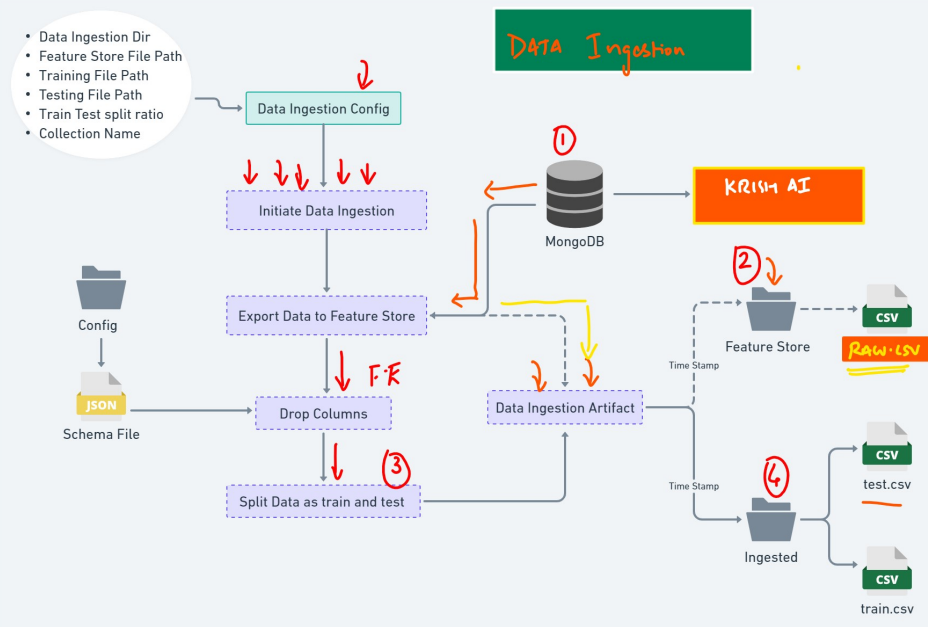 DATA Ingestion
• Data Ingestion Dir
• Feature Store File Path
• Training File Path
• Testing File Path
• Train Test split ratio
• Collection Name
Data Ingestion Config
1
Initiate Data Ingestion
MongoDB
KRISH AI
Config
Export Data to Feature Store
2
Feature Store
CSV
RAW.CSV
Time Stamp
F.E
JSON
Schema File
Drop Columns
Data Ingestion Artifact
3
Split Data as train and test
Time Stamp
4
Ingested
CSV
test.csv
CSV
train.csv